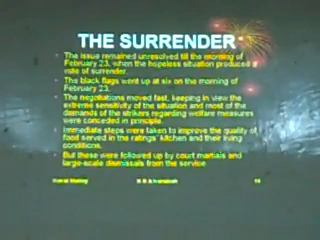 THE SURRENDER
The issue remained unresolved till the morning of
February 23, when the hopeless situation produced a
vote of surrender.
The black flags went up at six on the morning of
February 23.
The negotiations moved fast, keeping in view the
extreme sensitivity of the situation and most of the
demands of the strikers regarding welfare measures
were conceded in principle.
Immediate steps were taken to improve the quality of
food served in the ratings' kitchen and their living
conditions.
But these were followed up by court martials and
large-scale dismissals from the service
Naval Mutiny